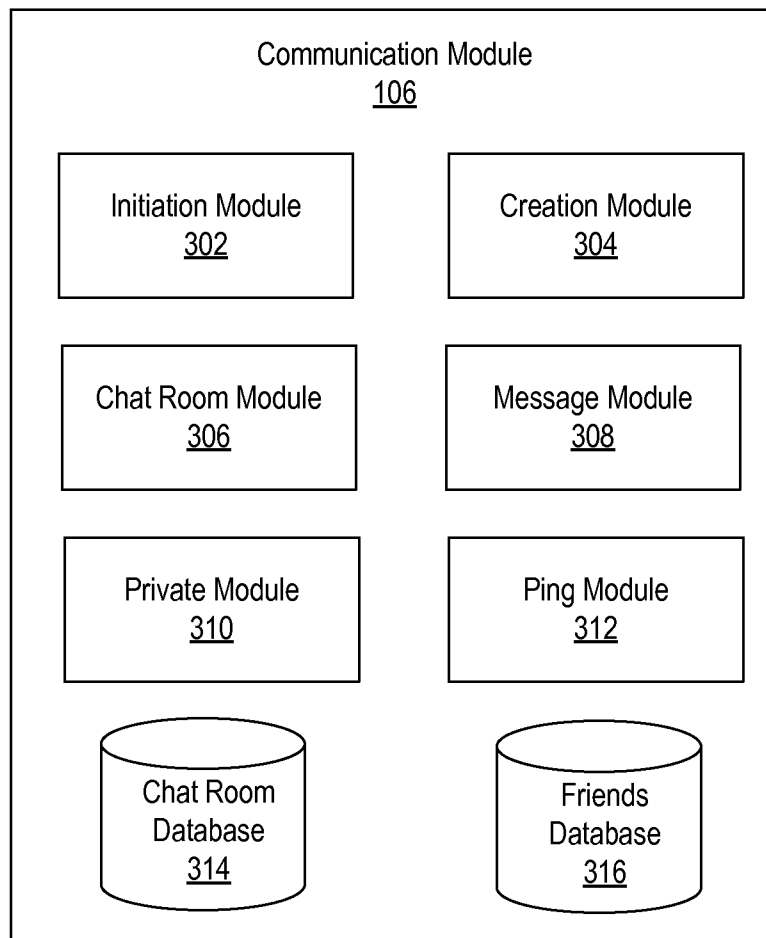 Communication Module
106
Initiation Module
302
Creation Module
304
Chat Room Module
306
Message Module
308
Private Module
310
Ping Module
312
Chat Room
Database
314
Friends
Database
316